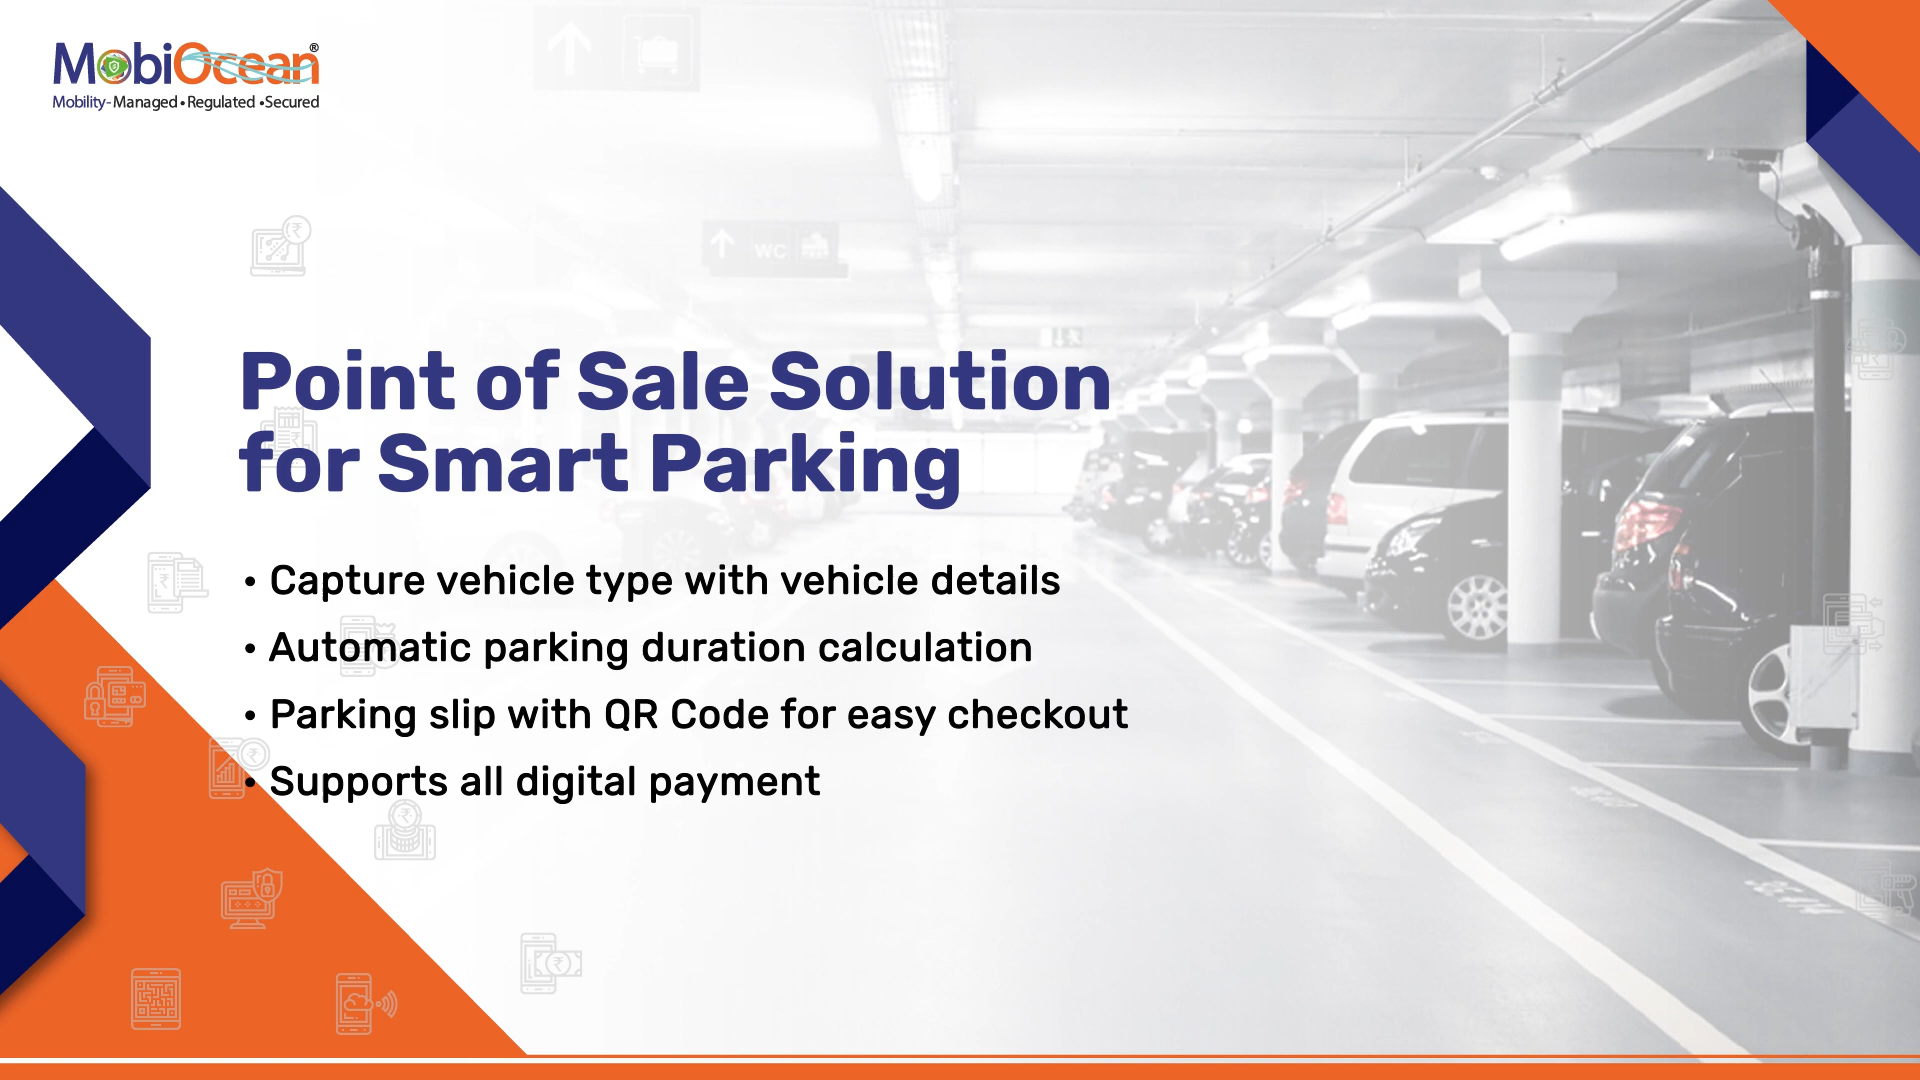 MobiOcean®
Mobility-Managed•Regulated•Secured
WC
Point of Sale Solution
for Smart Parking
• Capture vehicle type with vehicle details
• Automatic parking duration calculation
• Parking slip with QR Code for easy checkout
• Supports all digital payment